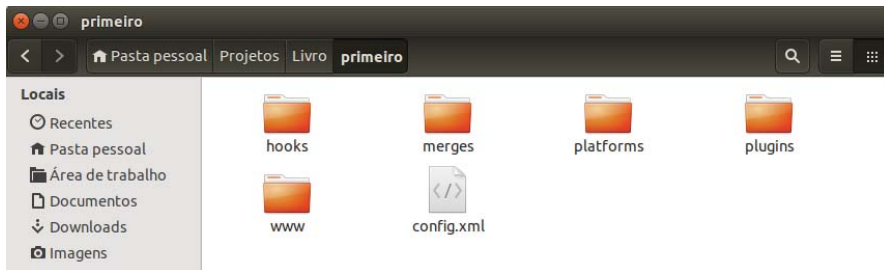 primeiro
Pasta pessoal Projetos Livro primeiro
Locais
Recentes
Pasta pessoal
Área de trabalho
Documentos
Downloads
Imagens
hooks merges platforms plugins
www config.xml